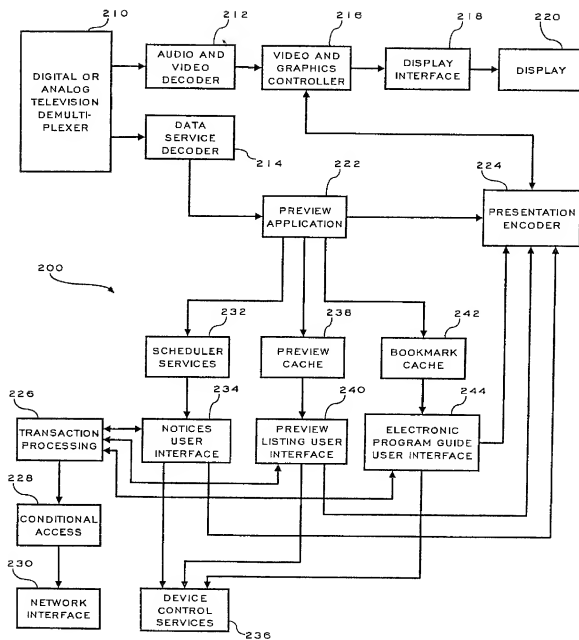 210
DIGITAL OR
ANALOG
TELEVISION
DEMULTI-
PLEXER
212
AUDIO AND
VIDEO
DECODER
216
VIDEO AND
GRAPHICS
CONTROLLER
218
DISPLAY
INTERFACE
220
DISPLAY
DATA
SERVICE
DECODER
214
222
PREVIEW
APPLICATION
224
PRESENTATION
ENCODER
200
232
SCHEDULER
SERVICES
238
PREVIEW
CACHE
242
BOOKMARK
CACHE
226
TRANSACTION
PROCESSING
234
NOTICES
USER
INTERFACE
240
PREVIEW
LISTING USER
INTERFACE
244
ELECTRONIC
PROGRAM GUIDE
USER INTERFACE
228
CONDITIONAL
ACCESS
230
NETWORK
INTERFACE
DEVICE
CONTROL
SERVICES
236